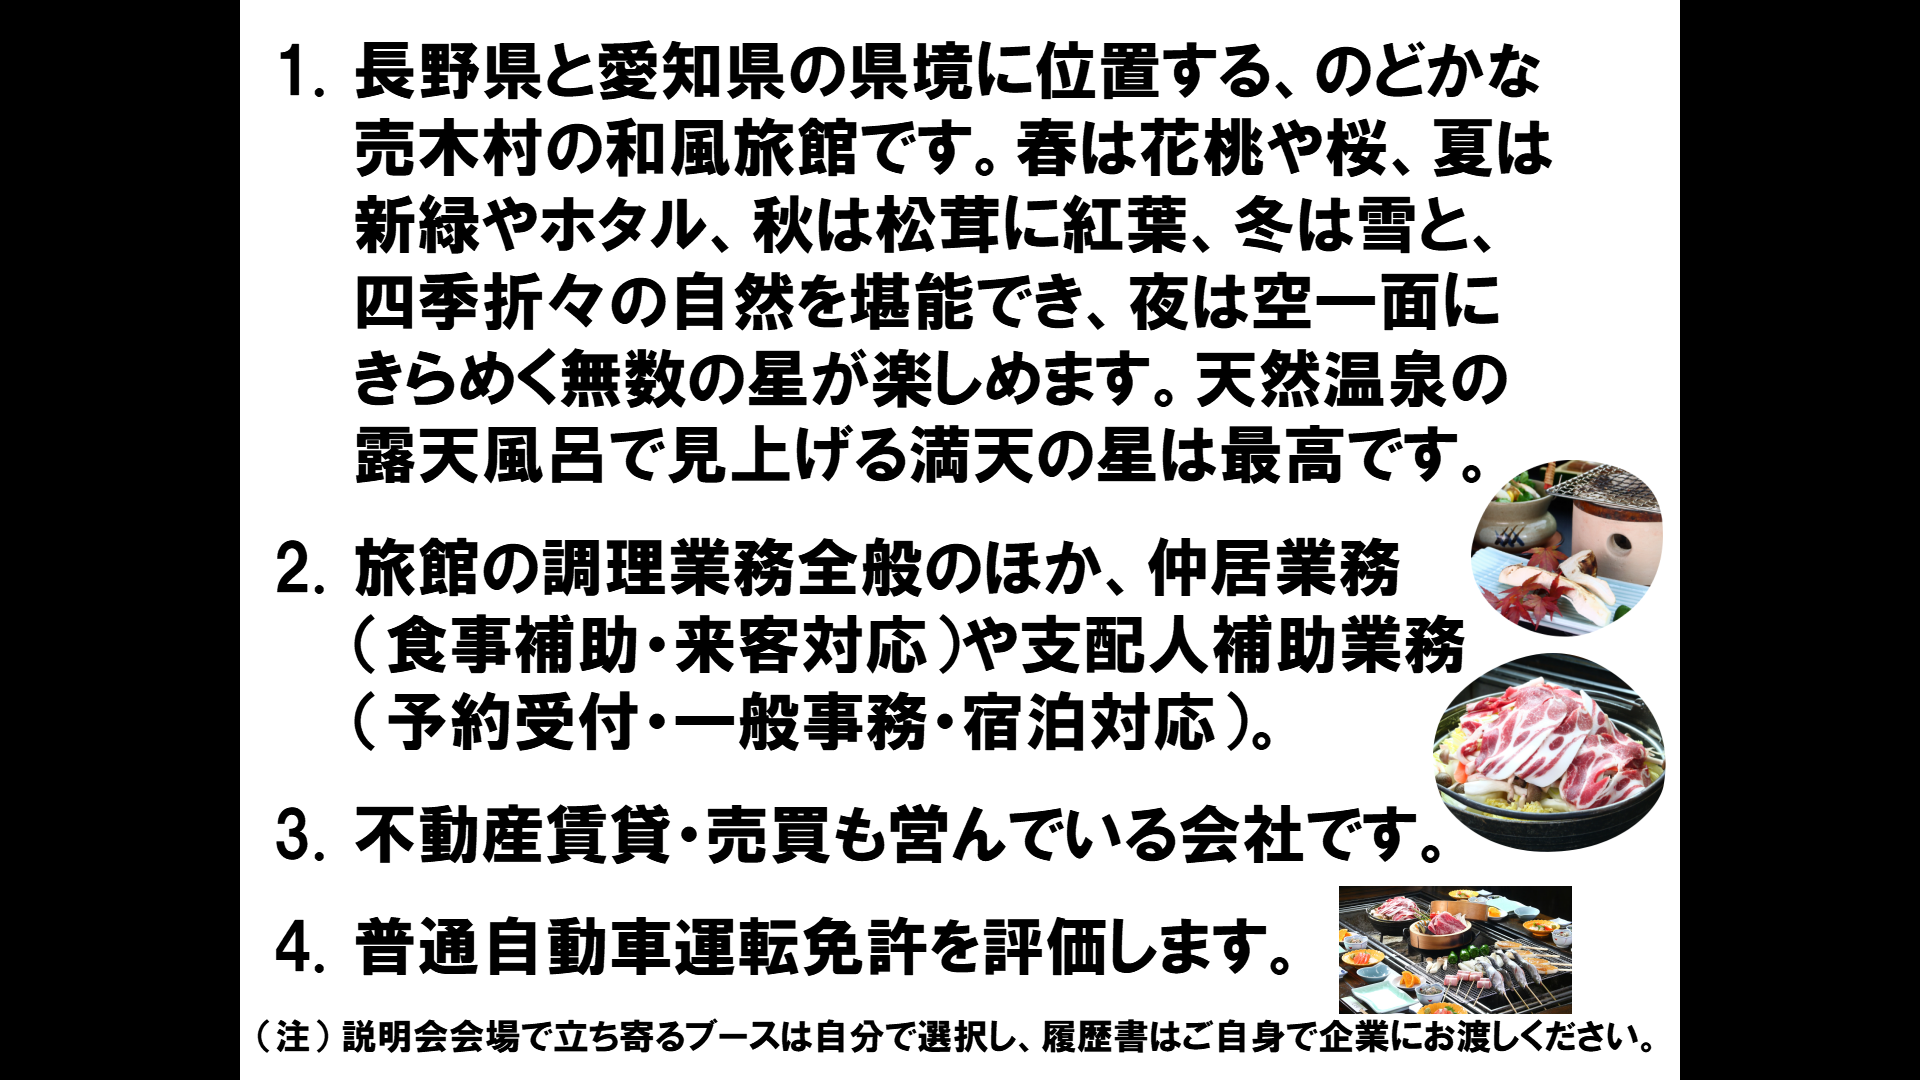 1. 長野県と愛知県の県境に位置する、のどかな
売木村の和風旅館です。春は花桃や桜、夏は
新緑やホタル、秋は松茸に紅葉、冬は雪と、
四季折々の自然を堪能でき、夜は空一面に
きらめく無数の星が楽しめます。天然温泉の
露天風呂で見上げる満天の星は最高です。
2. 旅館の調理業務全般のほか、仲居業務
（食事補助・来客対応）や支配人補助業務
（予約受付・一般事務・宿泊対応）。
3. 不動産賃貸・売買も営んでいる会社です。
4. 普通自動車運転免許を評価します。
（注）説明会会場で立ち寄るブースは自分で選択し、履歴書はご自身で企業にお渡しください。